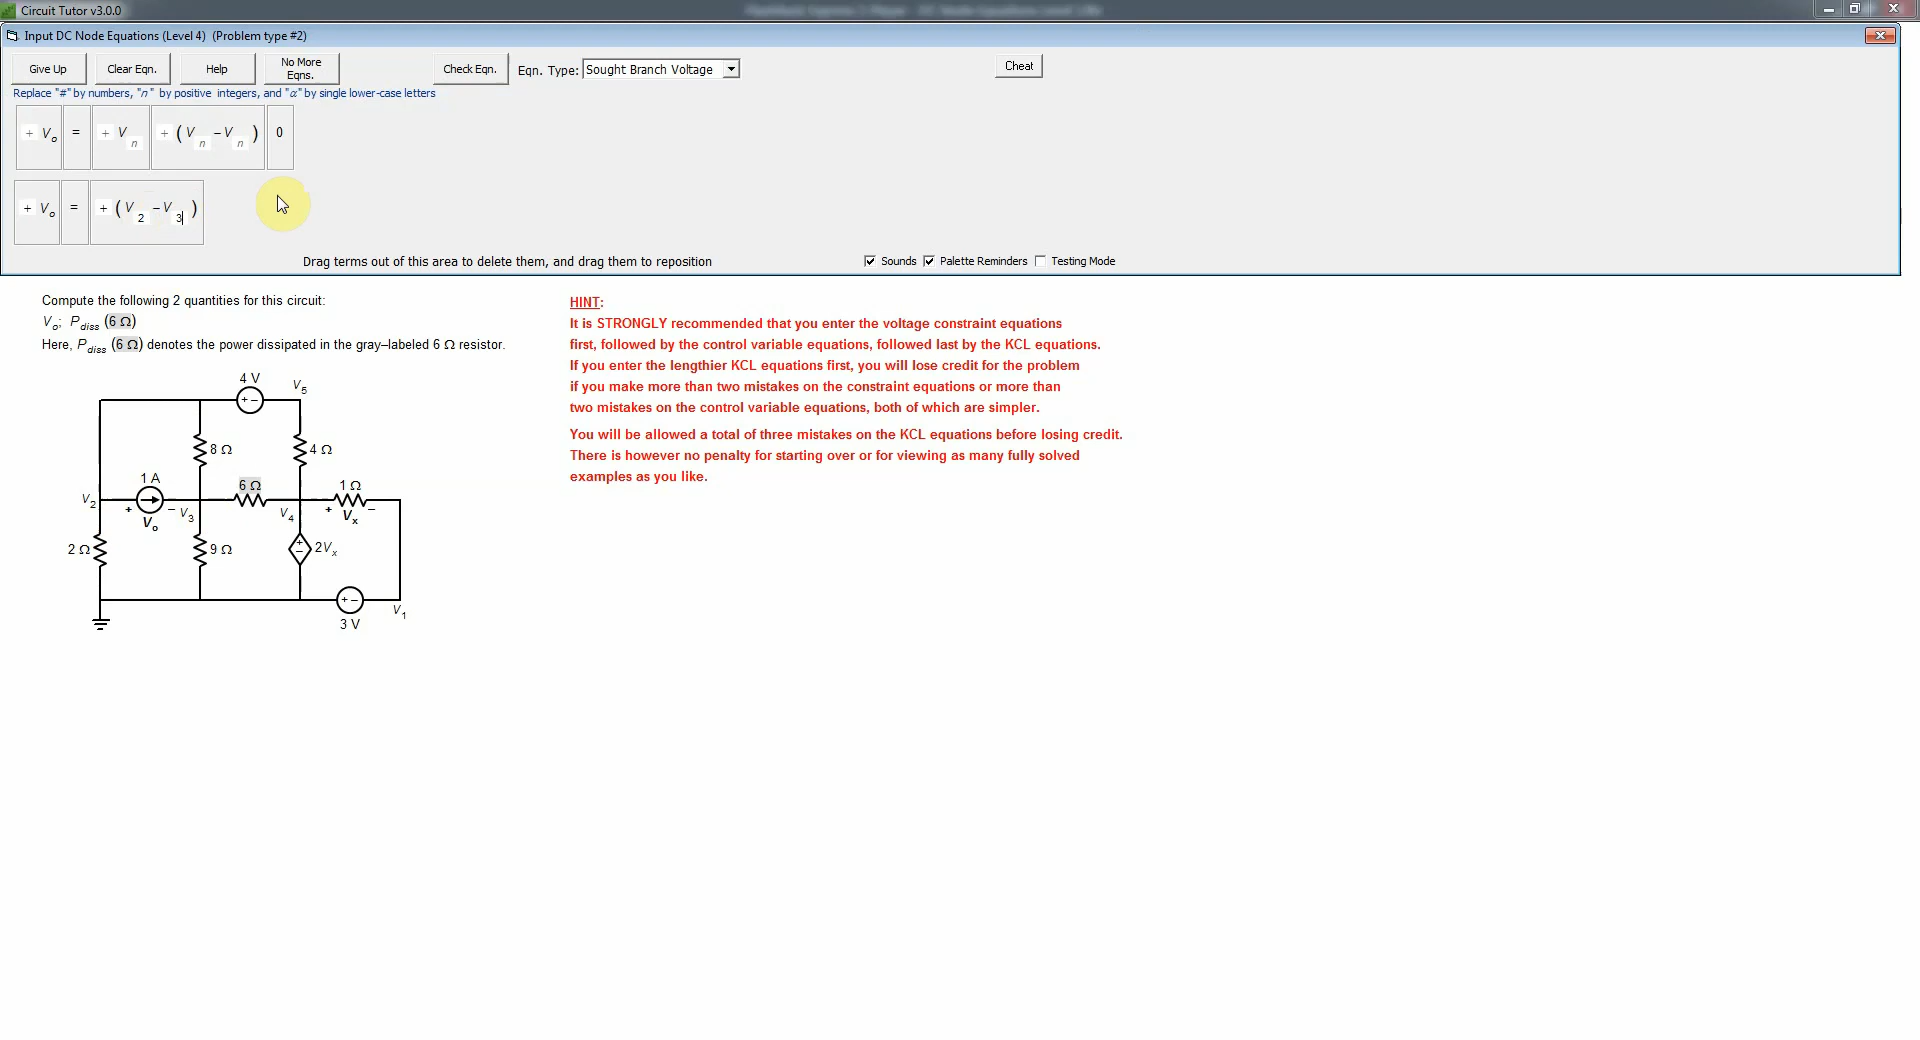 Circuit Tutor v3.0.0
Input DC Node Equations (Level 4) (Problem type #2)
Give Up
Clear Eqn.
Help
No More
Eqns.
Check Eqn.
Eqn. Type:
Sought Branch Voltage
Cheat
Replace "#" by numbers, "n" by positive integers, and "α" by single lower-case letters
+ Vo = + Vn + (Vn − Vn) 0
+ Vo = + (V2 − V3)
Drag terms out of this area to delete them, and drag them to reposition
Sounds
Palette Reminders
Testing Mode
Compute the following 2 quantities for this circuit:
Vo; Pdiss (6 Ω)
Here, Pdiss (6 Ω) denotes the power dissipated in the gray–labeled 6 Ω resistor.
HINT:
It is STRONGLY recommended that you enter the voltage constraint equations
first, followed by the control variable equations, followed last by the KCL equations.
If you enter the lengthier KCL equations first, you will lose credit for the problem
if you make more than two mistakes on the constraint equations or more than
two mistakes on the control variable equations, both of which are simpler.
You will be allowed a total of three mistakes on the KCL equations before losing credit.
There is however no penalty for starting over or for viewing as many fully solved
examples as you like.
4 V
V5
+ −
8 Ω
4 Ω
1 A
6 Ω
1 Ω
V2
+ −
V3
V4
+ −
Vo
Vx
2 Ω
9 Ω
+ −
2Vx
+ −
V1
3 V